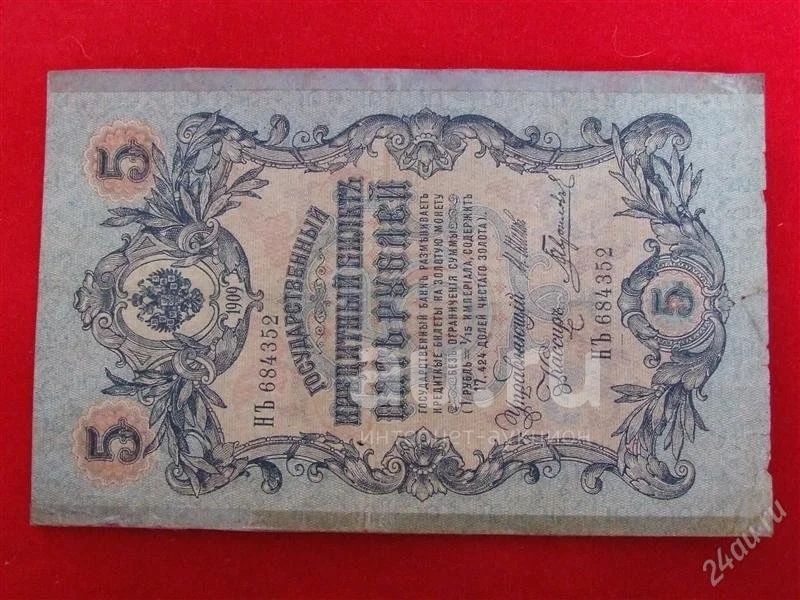 5 5
1909
НЪ 684352
ГОСУДАРСТВЕННЫЙ
КРЕДИТНЫЙ БИЛЕТЪ
ПЯТЬ РУБЛЕЙ
ГОСУДАРСТВЕННЫЙ БАНКЪ РАЗМѢНИВАЕТЪ
КРЕДИТНЫЕ БИЛЕТЫ НА ЗОЛОТУЮ МОНЕТУ
БЕЗЪ ОГРАНИЧЕНІЯ СУММЫ
(1 РУБЛЬ = 1/15 ИМПЕРІАЛА, СОДЕРЖИТЪ
17,424 ДОЛЕЙ ЧИСТАГО ЗОЛОТА).
Управляющій
Кассиръ
НЪ 684352
5
интернет-аукцион
24au.ru